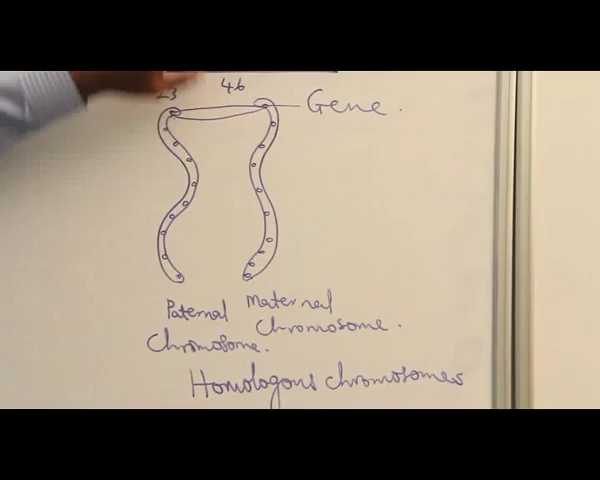 23 46
Gene.
Paternal Maternal
Chromosome.
Chromosome.
Homologous chromosomes